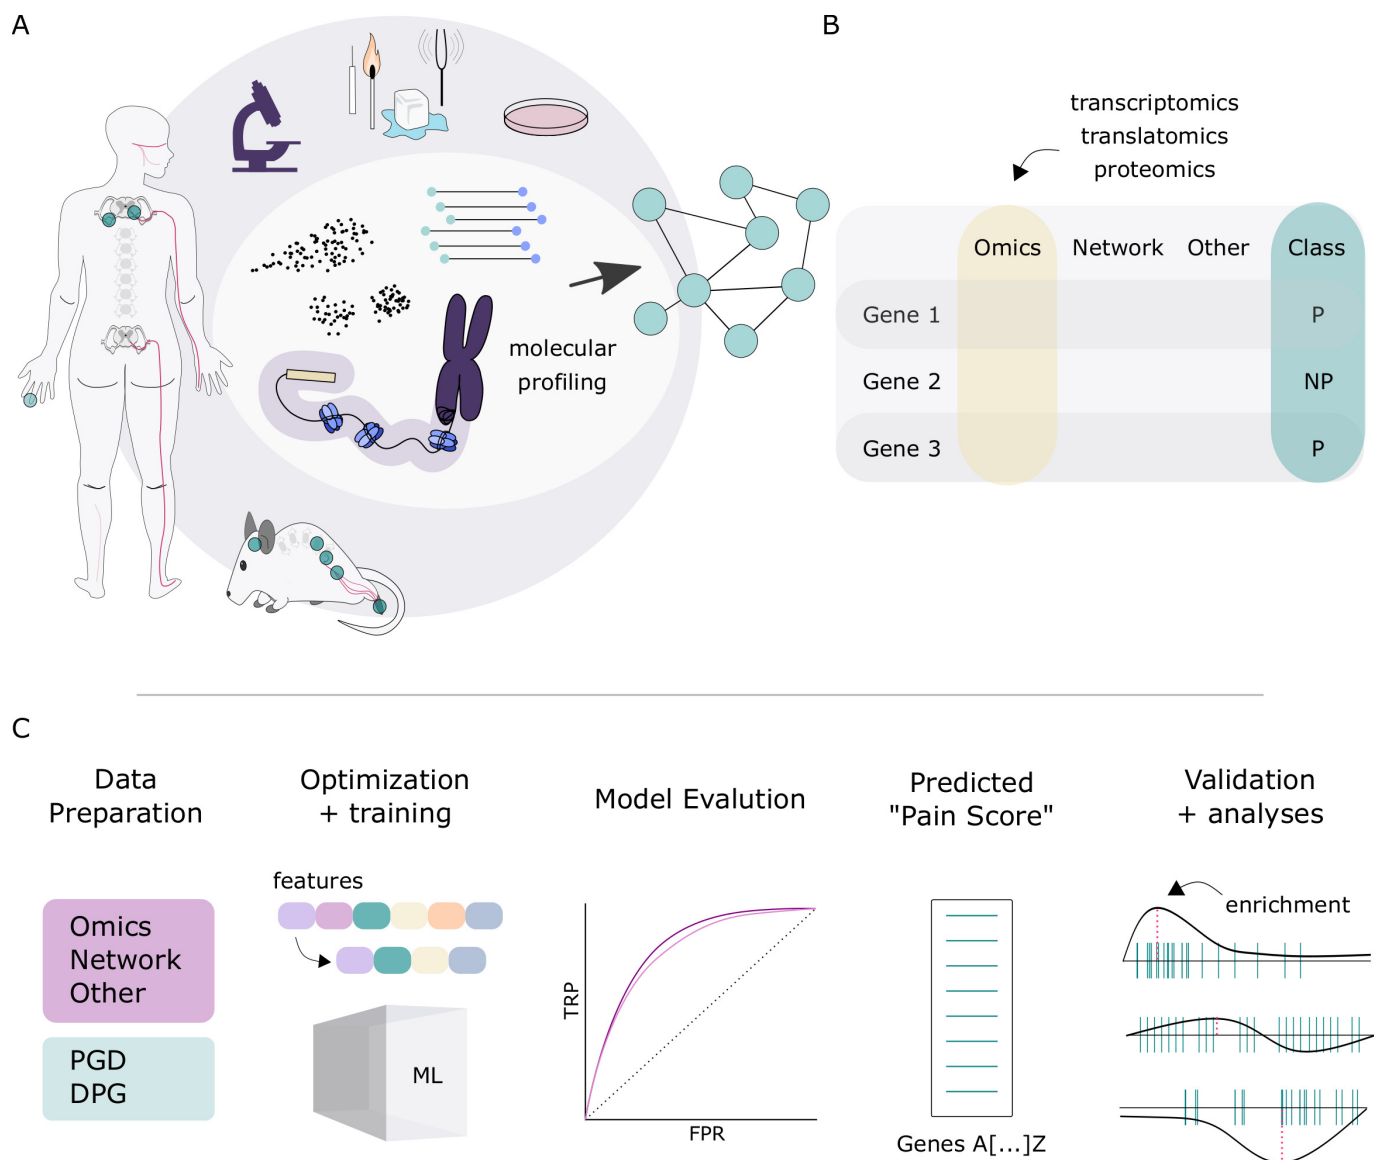 A
molecular
profiling
B
transcriptomics
translatomics
proteomics
Omics Network Other Class
Gene 1 P
Gene 2 NP
Gene 3 P
C
Data
Preparation
Omics
Network
Other
PGD
DPG
Optimization
+ training
features
ML
Model Evalution
TRP
FPR
Predicted
"Pain Score"
Genes A[...]Z
Validation
+ analyses
enrichment